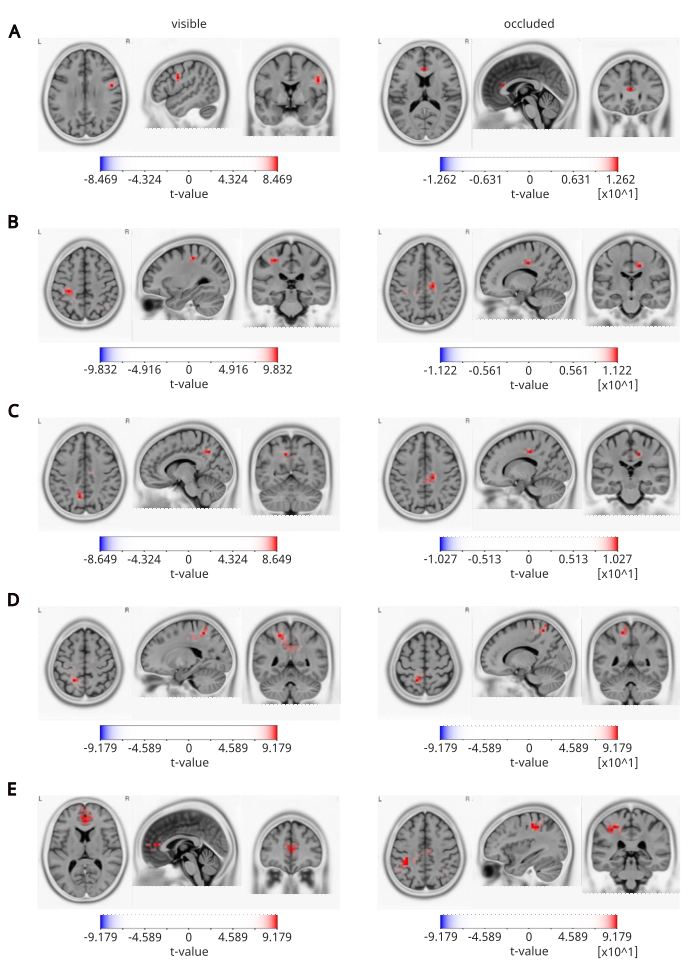 visible occluded
A
L R L R
-8.469 -4.324 0 4.324 8.469 -1.262 -0.631 0 0.631 1.262
t-value t-value [x10^1]
B
L R L R
-9.832 -4.916 0 4.916 9.832 -1.122 -0.561 0 0.561 1.122
t-value t-value [x10^1]
C
L R L R
-8.649 -4.324 0 4.324 8.649 -1.027 -0.513 0 0.513 1.027
t-value t-value [x10^1]
D
L R L R
-9.179 -4.589 0 4.589 9.179 -9.179 -4.589 0 4.589 9.179
t-value t-value [x10^1]
E
L R L R
-9.179 -4.589 0 4.589 9.179 -9.179 -4.589 0 4.589 9.179
t-value t-value [x10^1]